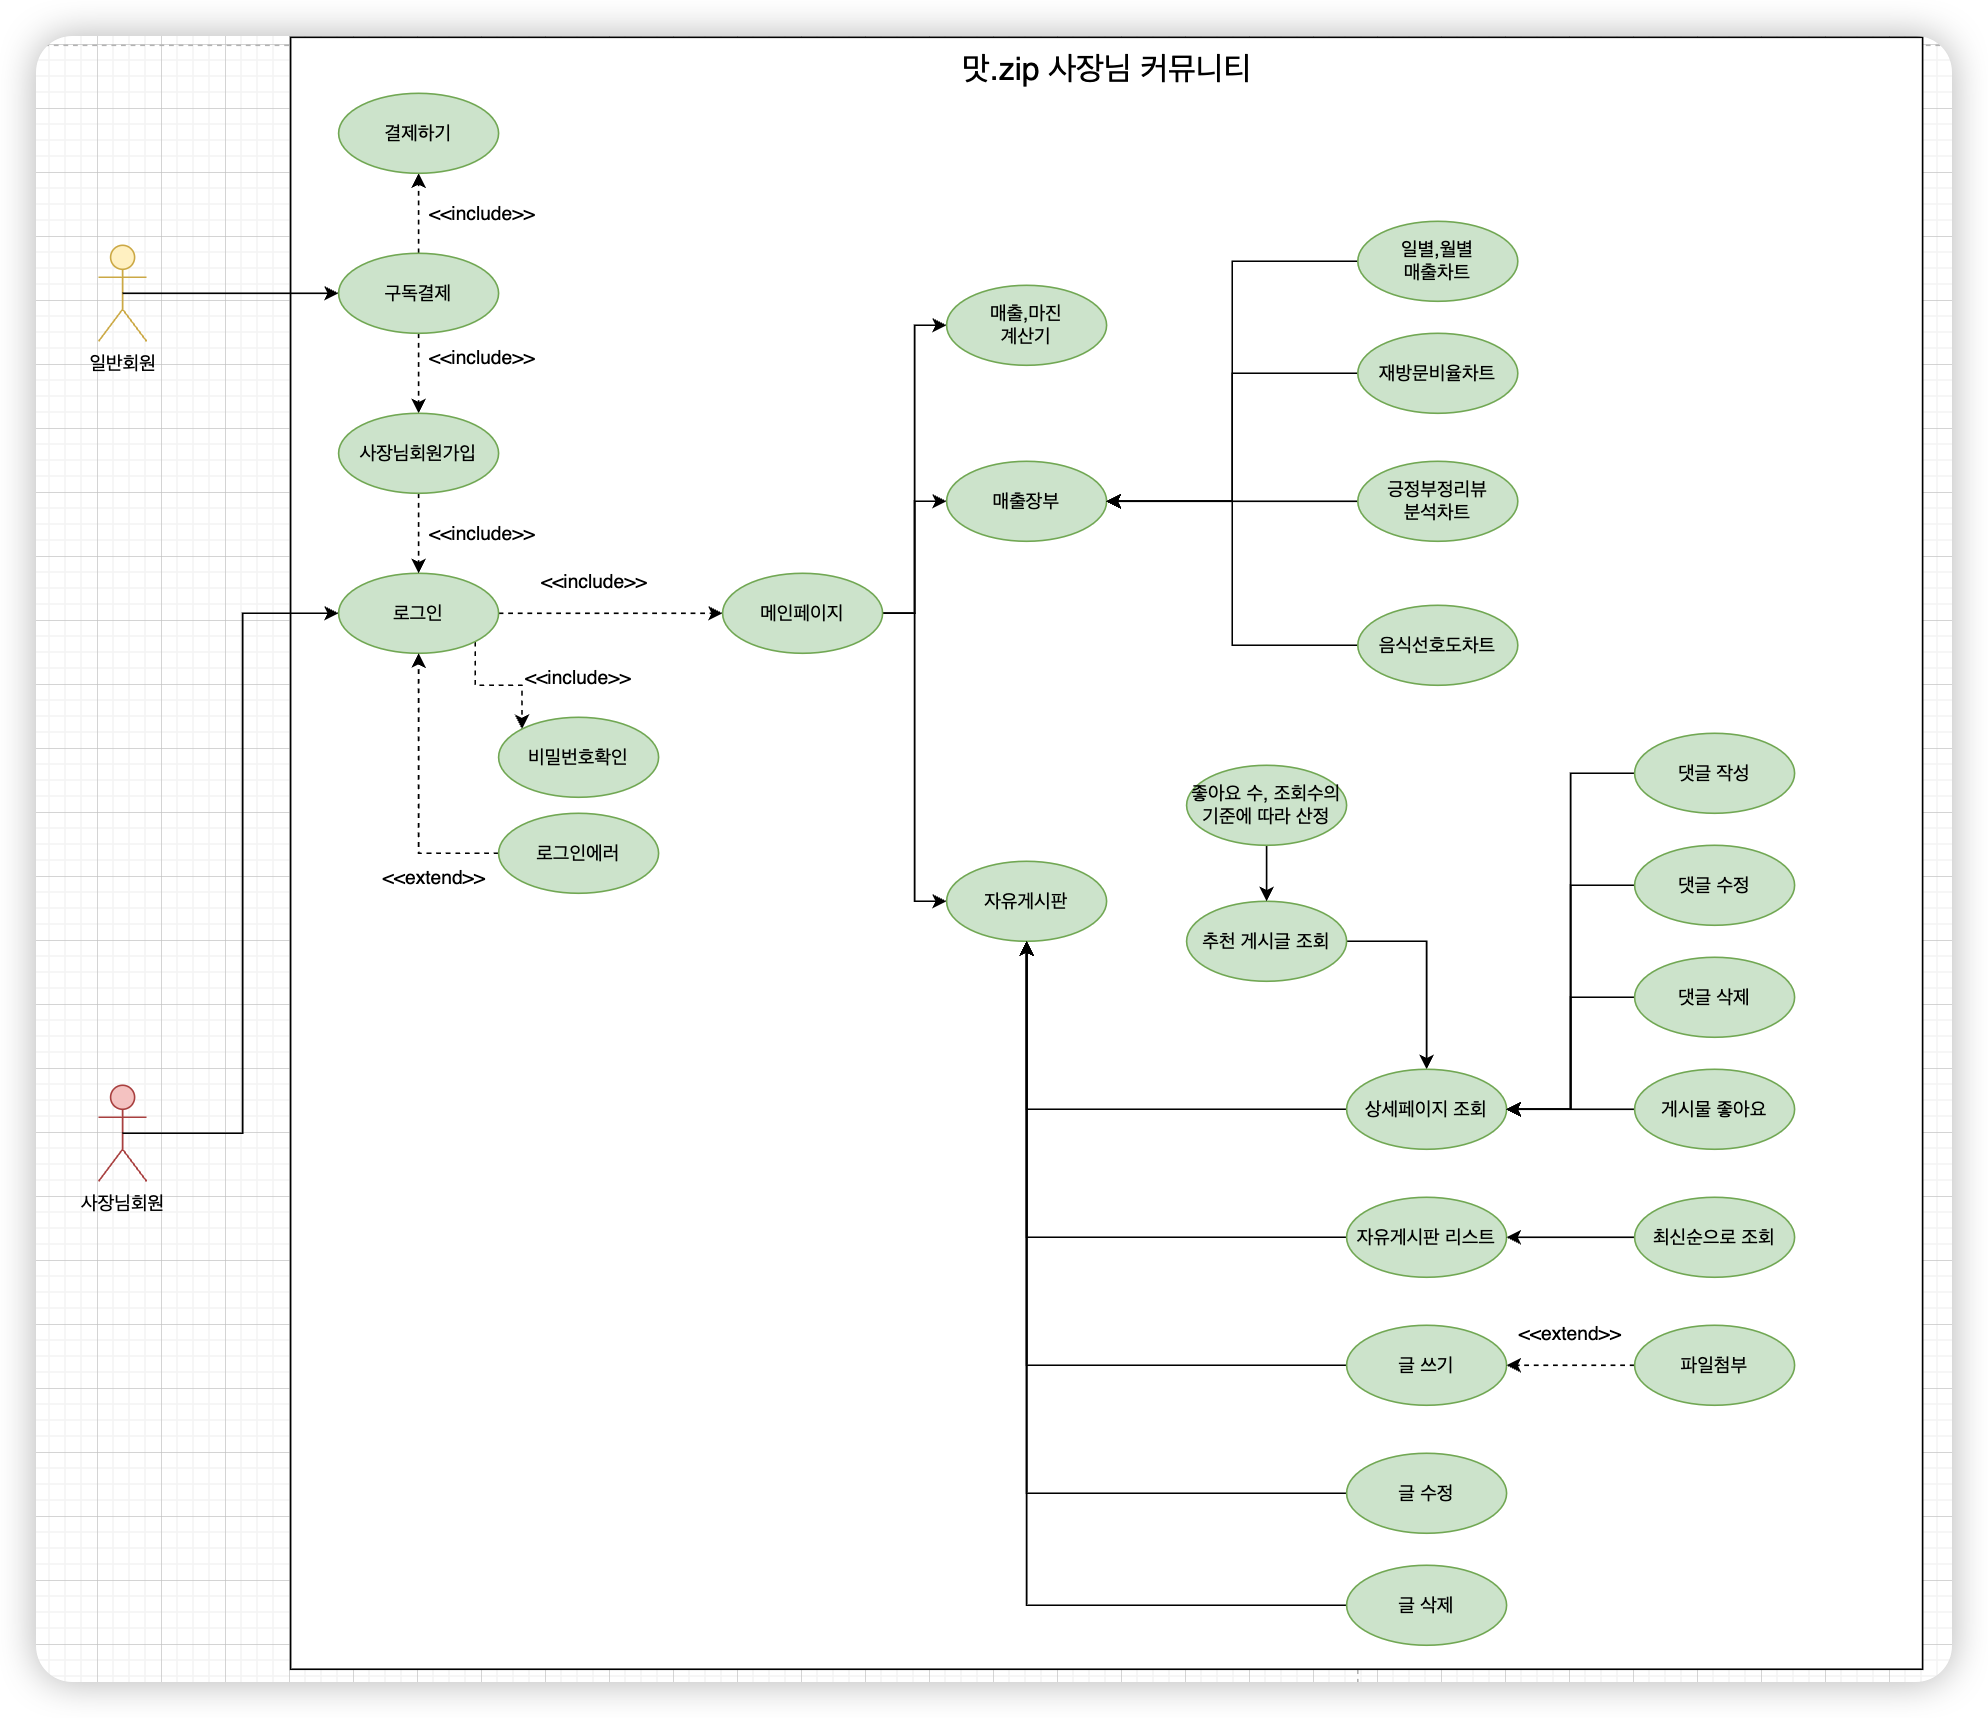 맛.zip 사장님 커뮤니티
결제하기
<<include>>
구독결제
일반회원
<<include>>
사장님회원가입
<<include>>
로그인
<<include>>
메인페이지
<<include>>
비밀번호확인
로그인에러
<<extend>>
사장님회원
매출,마진
계산기
매출장부
일별,월별
매출차트
재방문비율차트
긍정부정리뷰
분석차트
음식선호도차트
자유게시판
좋아요 수, 조회수의
기준에 따라 산정
추천 게시글 조회
댓글 작성
댓글 수정
댓글 삭제
상세페이지 조회
게시물 좋아요
자유게시판 리스트
최신순으로 조회
글 쓰기
<<extend>>
파일첨부
글 수정
글 삭제